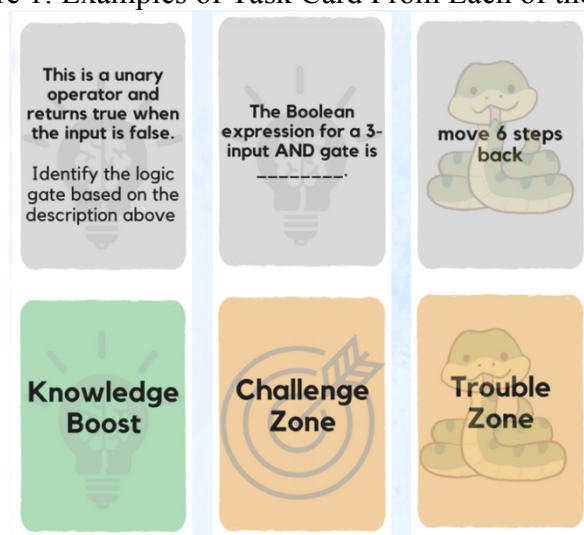 re 1: Examples of Task Card From Each of the
This is a unary
operator and
returns true when
the input is false.
Identify the logic
gate based on the
description above
The Boolean
expression for a 3-
input AND gate is
________.
move 6 steps
back
Knowledge
Boost
Challenge
Zone
Trouble
Zone